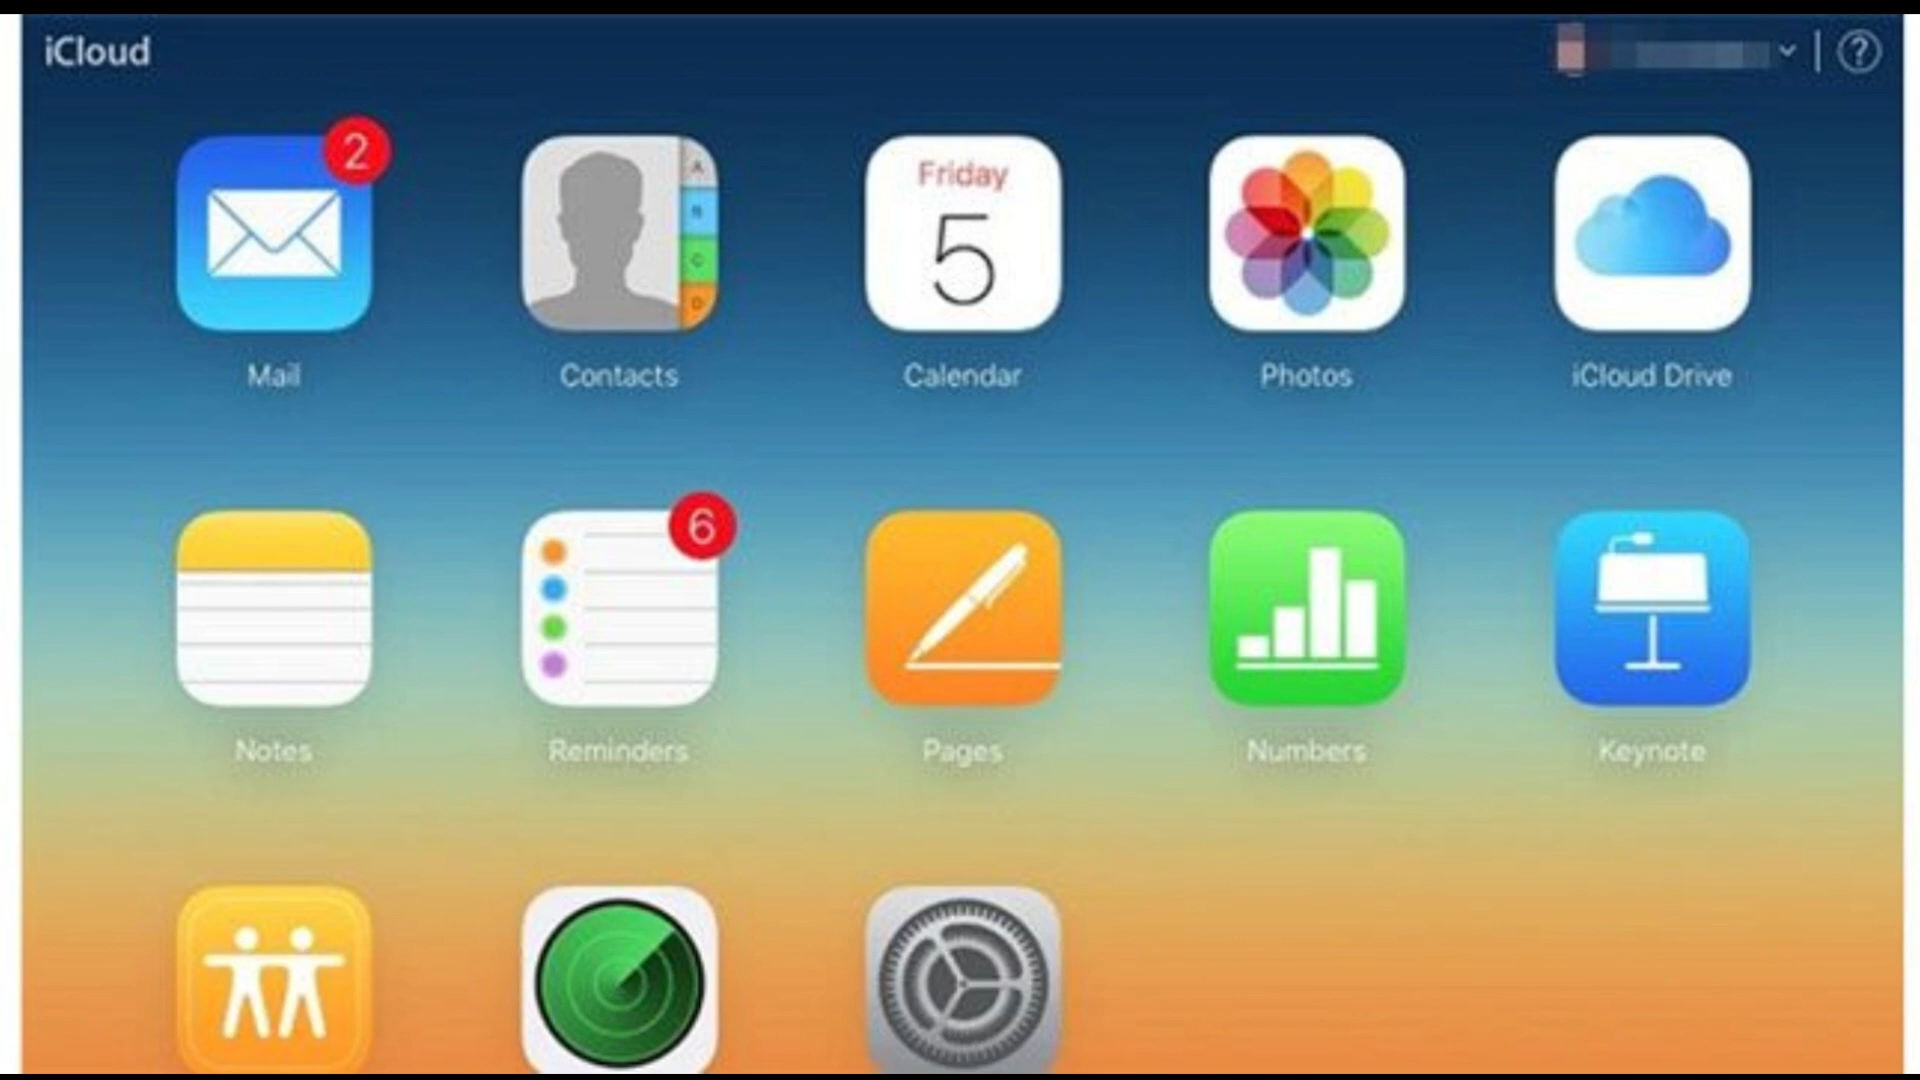 iCloud
?
2
Friday
5
A
B
C
D
Mail
Contacts
Calendar
Photos
iCloud Drive
6
Notes
Reminders
Pages
Numbers
Keynote